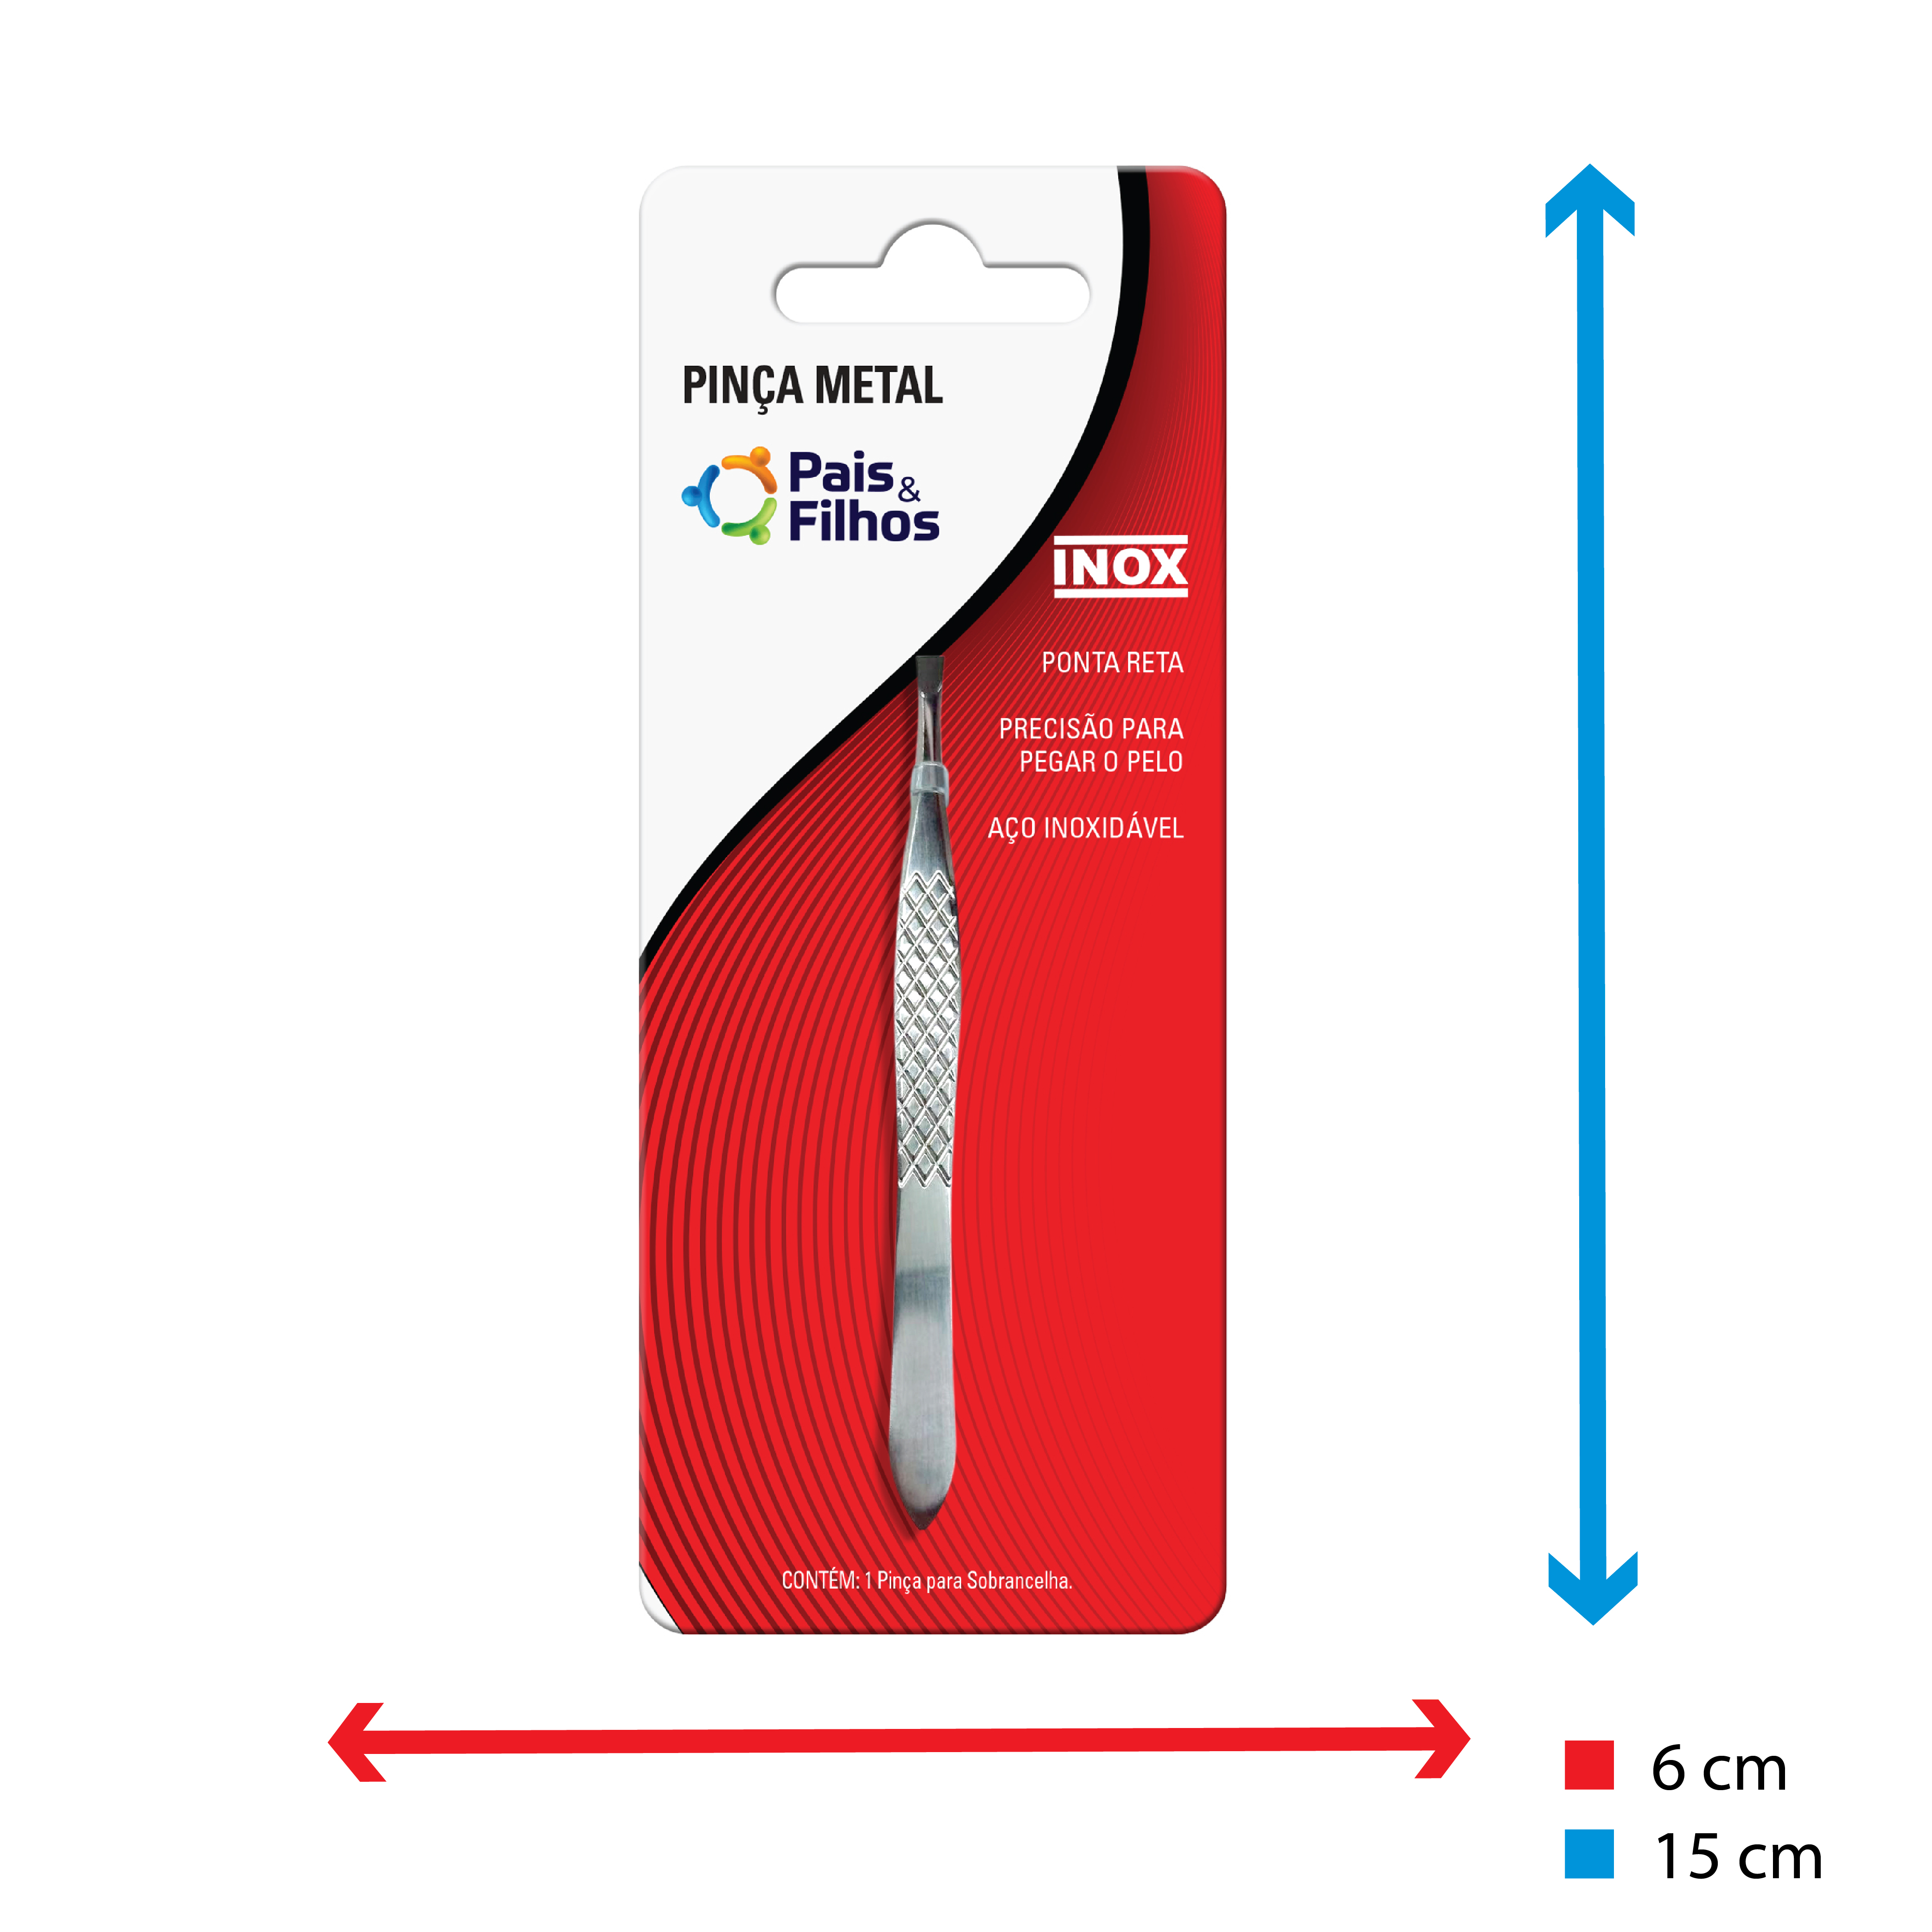 PINÇA METAL
Pais &
Filhos
INOX
PONTA RETA
PRECISÃO PARA
PEGAR O PELO
AÇO INOXIDÁVEL
CONTÉM: 1 Pinça para Sobrancelha.
6 cm
15 cm